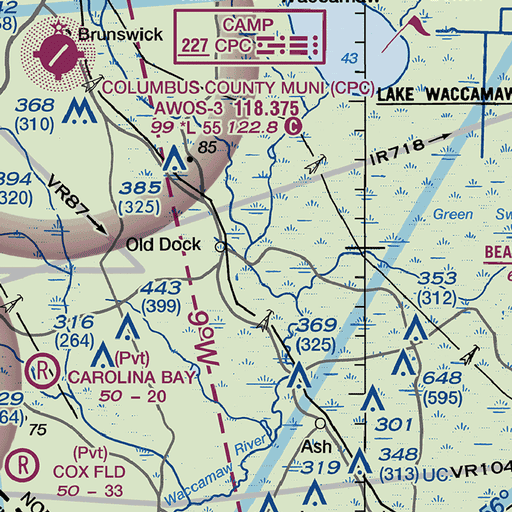 Waccamaw
Brunswick
CAMP
227 CPC
43
COLUMBUS COUNTY MUNI (CPC)
AWOS-3 118.375
99 *L 55 122.8 C
LAKE WACCAMAW
368
(310)
85
IR718
394
(320)
VR87
385
(325)
Green
Old Dock
BEA
353
(312)
443
(399)
316
(264)
9°W
369
(325)
(Pvt)
R
CAROLINA BAY
50 - 20
648
(595)
75
301
(Pvt)
R
COX FLD
50 - 33
Waccamaw River
Ash
319
348
(313) UC
VR104
56°